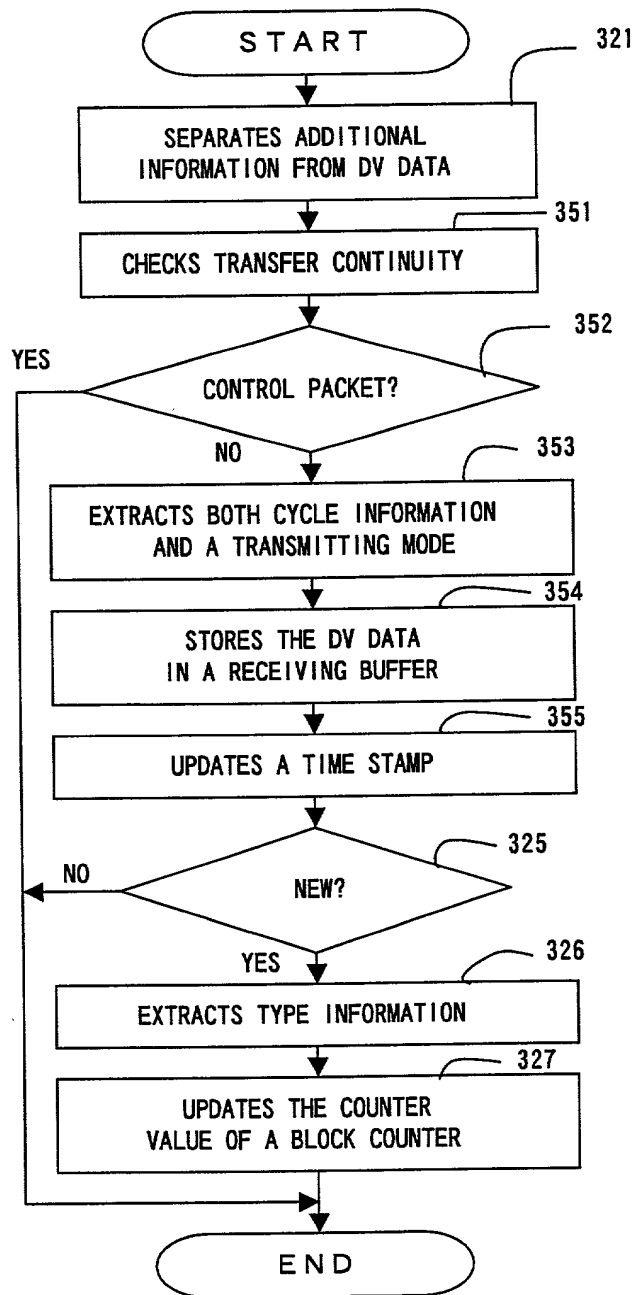 START
321
SEPARATES ADDITIONAL
INFORMATION FROM DV DATA
351
CHECKS TRANSFER CONTINUITY
352
YES
CONTROL PACKET?
NO
353
EXTRACTS BOTH CYCLE INFORMATION
AND A TRANSMITTING MODE
354
STORES THE DV DATA
IN A RECEIVING BUFFER
355
UPDATES A TIME STAMP
325
NO
NEW?
YES
326
EXTRACTS TYPE INFORMATION
327
UPDATES THE COUNTER
VALUE OF A BLOCK COUNTER
END